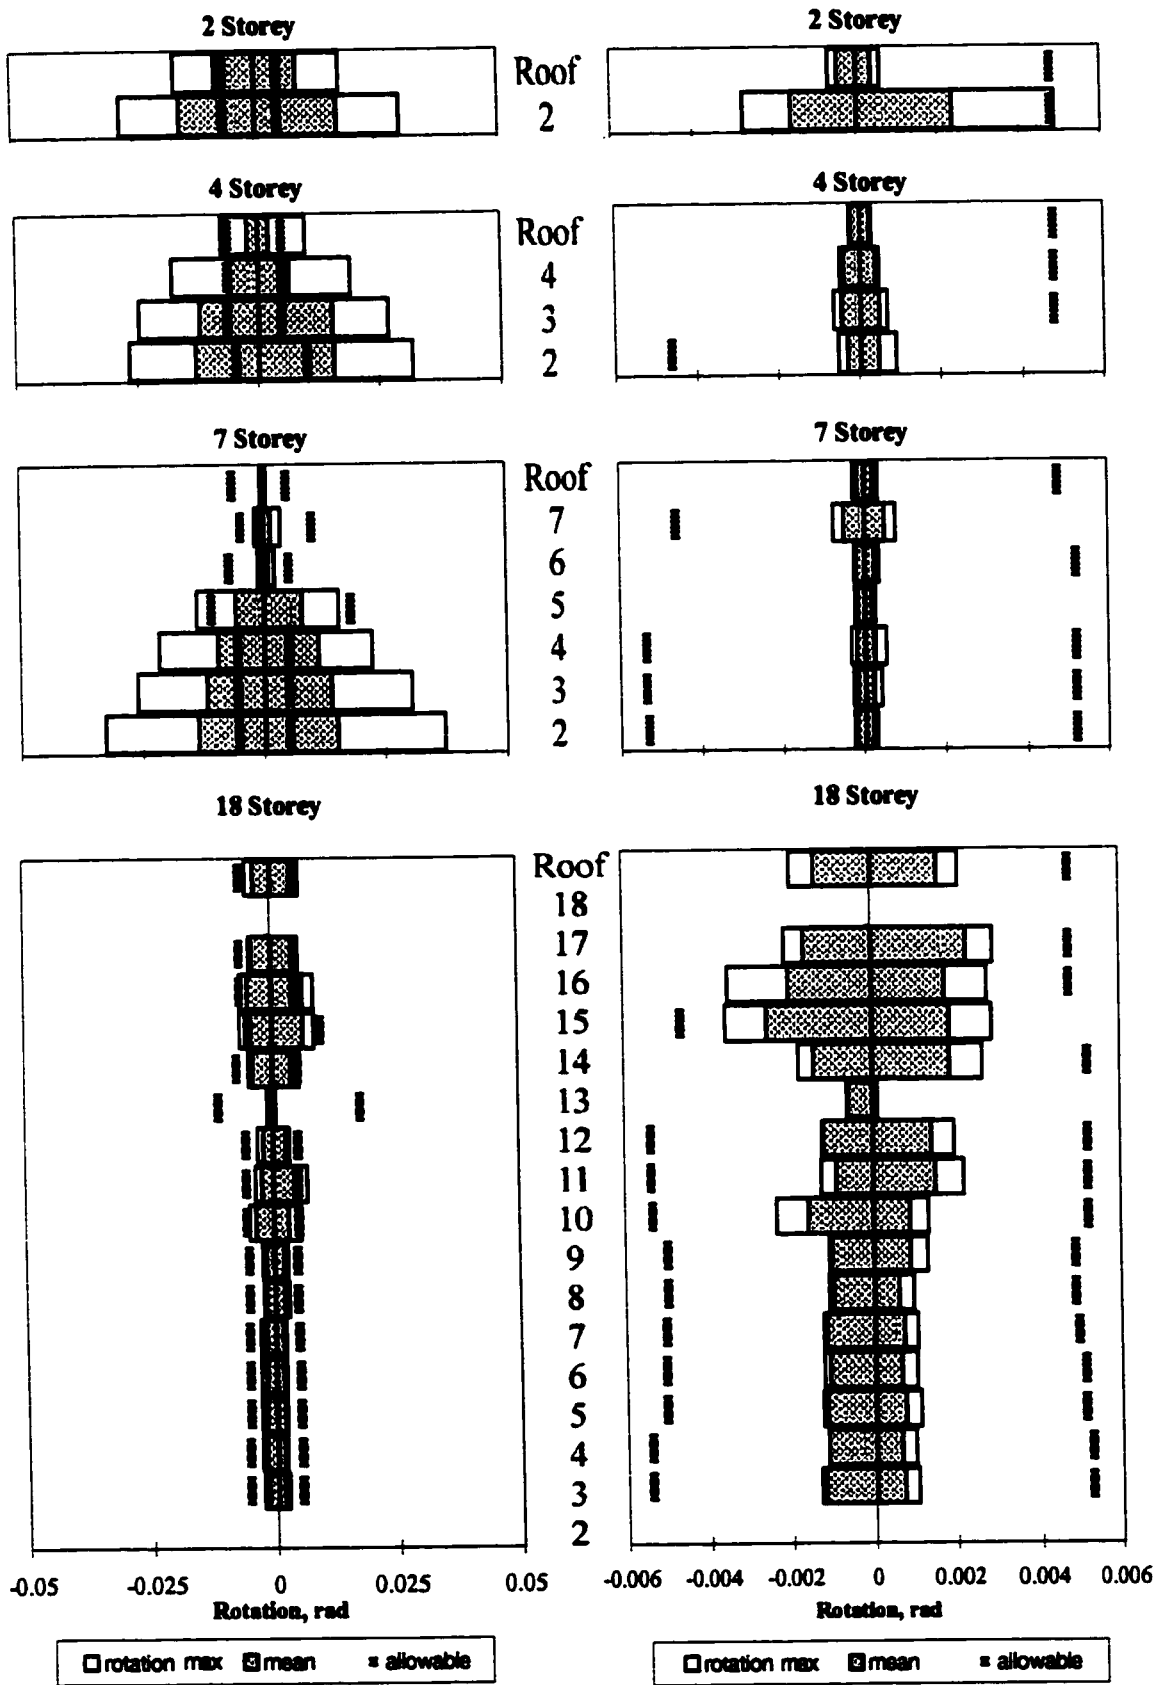 2 Storey
2 Storey
Roof
2
4 Storey
4 Storey
Roof
4
3
2
7 Storey
7 Storey
Roof
7
6
5
4
3
2
18 Storey
18 Storey
Roof
18
17
16
15
14
13
12
11
10
9
8
7
6
5
4
3
2
-0.05 -0.025 0 0.025 0.05
-0.006 -0.004 -0.002 0 0.002 0.004 0.006
Rotation, rad
Rotation, rad
rotation max mean allowable
rotation max mean allowable